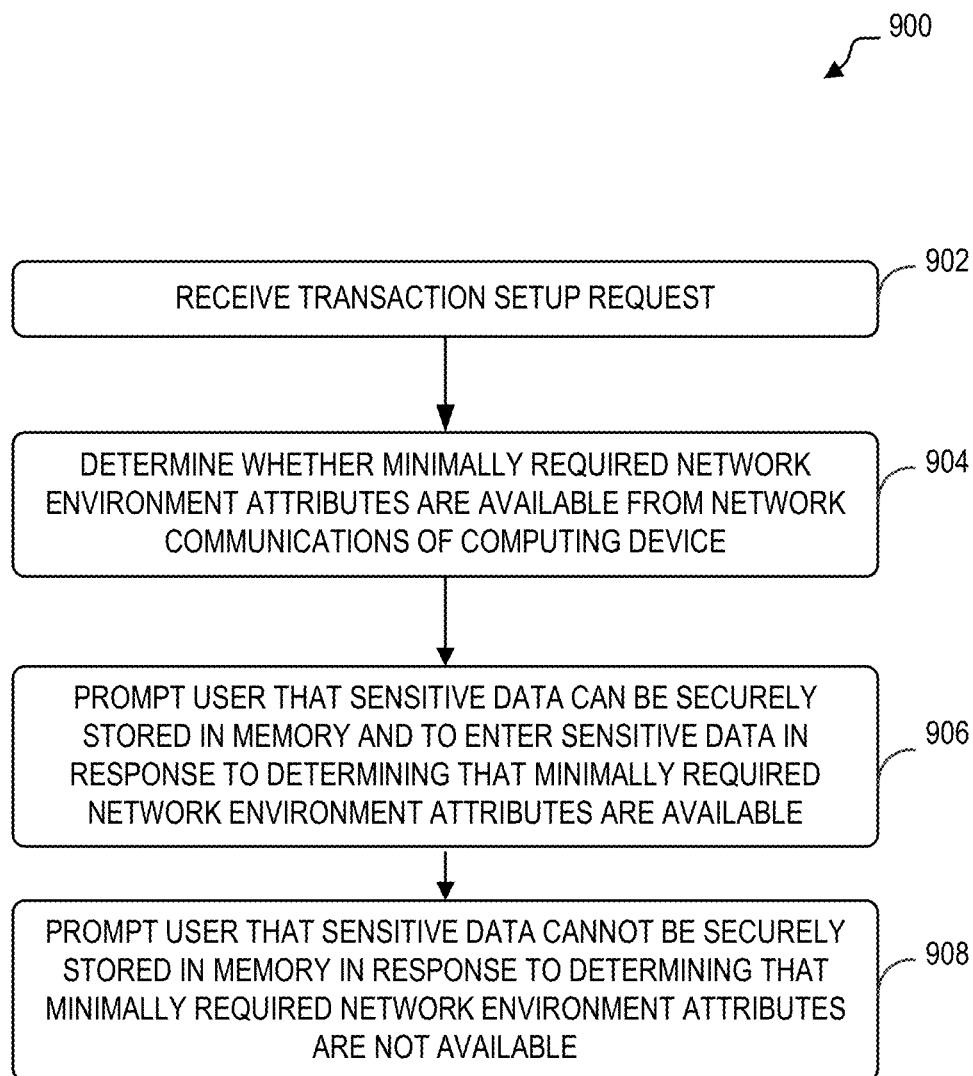 900
902
RECEIVE TRANSACTION SETUP REQUEST
904
DETERMINE WHETHER MINIMALLY REQUIRED NETWORK
ENVIRONMENT ATTRIBUTES ARE AVAILABLE FROM NETWORK
COMMUNICATIONS OF COMPUTING DEVICE
906
PROMPT USER THAT SENSITIVE DATA CAN BE SECURELY
STORED IN MEMORY AND TO ENTER SENSITIVE DATA IN
RESPONSE TO DETERMINING THAT MINIMALLY REQUIRED
NETWORK ENVIRONMENT ATTRIBUTES ARE AVAILABLE
908
PROMPT USER THAT SENSITIVE DATA CANNOT BE SECURELY
STORED IN MEMORY IN RESPONSE TO DETERMINING THAT
MINIMALLY REQUIRED NETWORK ENVIRONMENT ATTRIBUTES
ARE NOT AVAILABLE